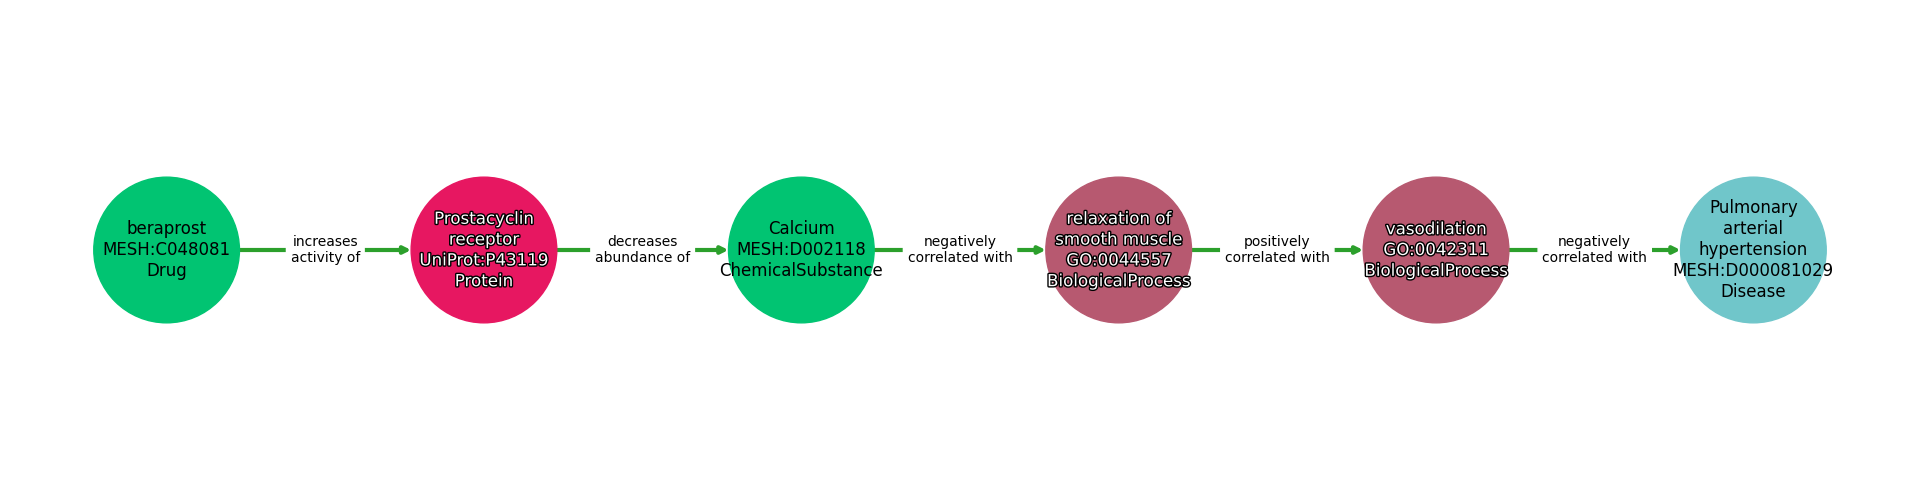 beraprost
MESH:C048081
Drug
increases
activity of
Prostacyclin
receptor
UniProt:P43119
Protein
decreases
abundance of
Calcium
MESH:D002118
ChemicalSubstance
negatively
correlated with
relaxation of
smooth muscle
GO:0044557
BiologicalProcess
positively
correlated with
vasodilation
GO:0042311
BiologicalProcess
negatively
correlated with
Pulmonary
arterial
hypertension
MESH:D000081029
Disease